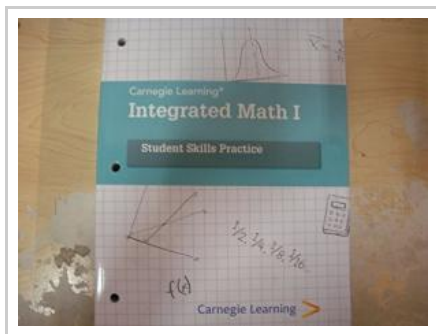 Carnegie Learning®
Integrated Math I
Student Skills Practice
1/2, 1/4, 1/8, 1/16
f(x)
Carnegie Learning